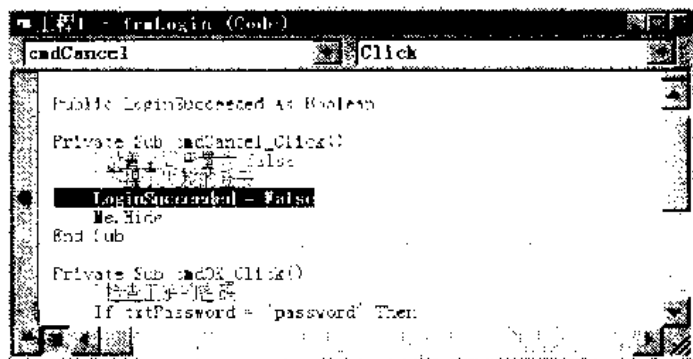 工程1 - frmLogin (Code)
cmdCancel Click
Public LoginSucceeded As Boolean
Private Sub cmdCancel_Click()
false
LoginSucceeded = False
Me.Hide
End Sub
Private Sub cmdOK_Click()
If txtPassword = "password" Then